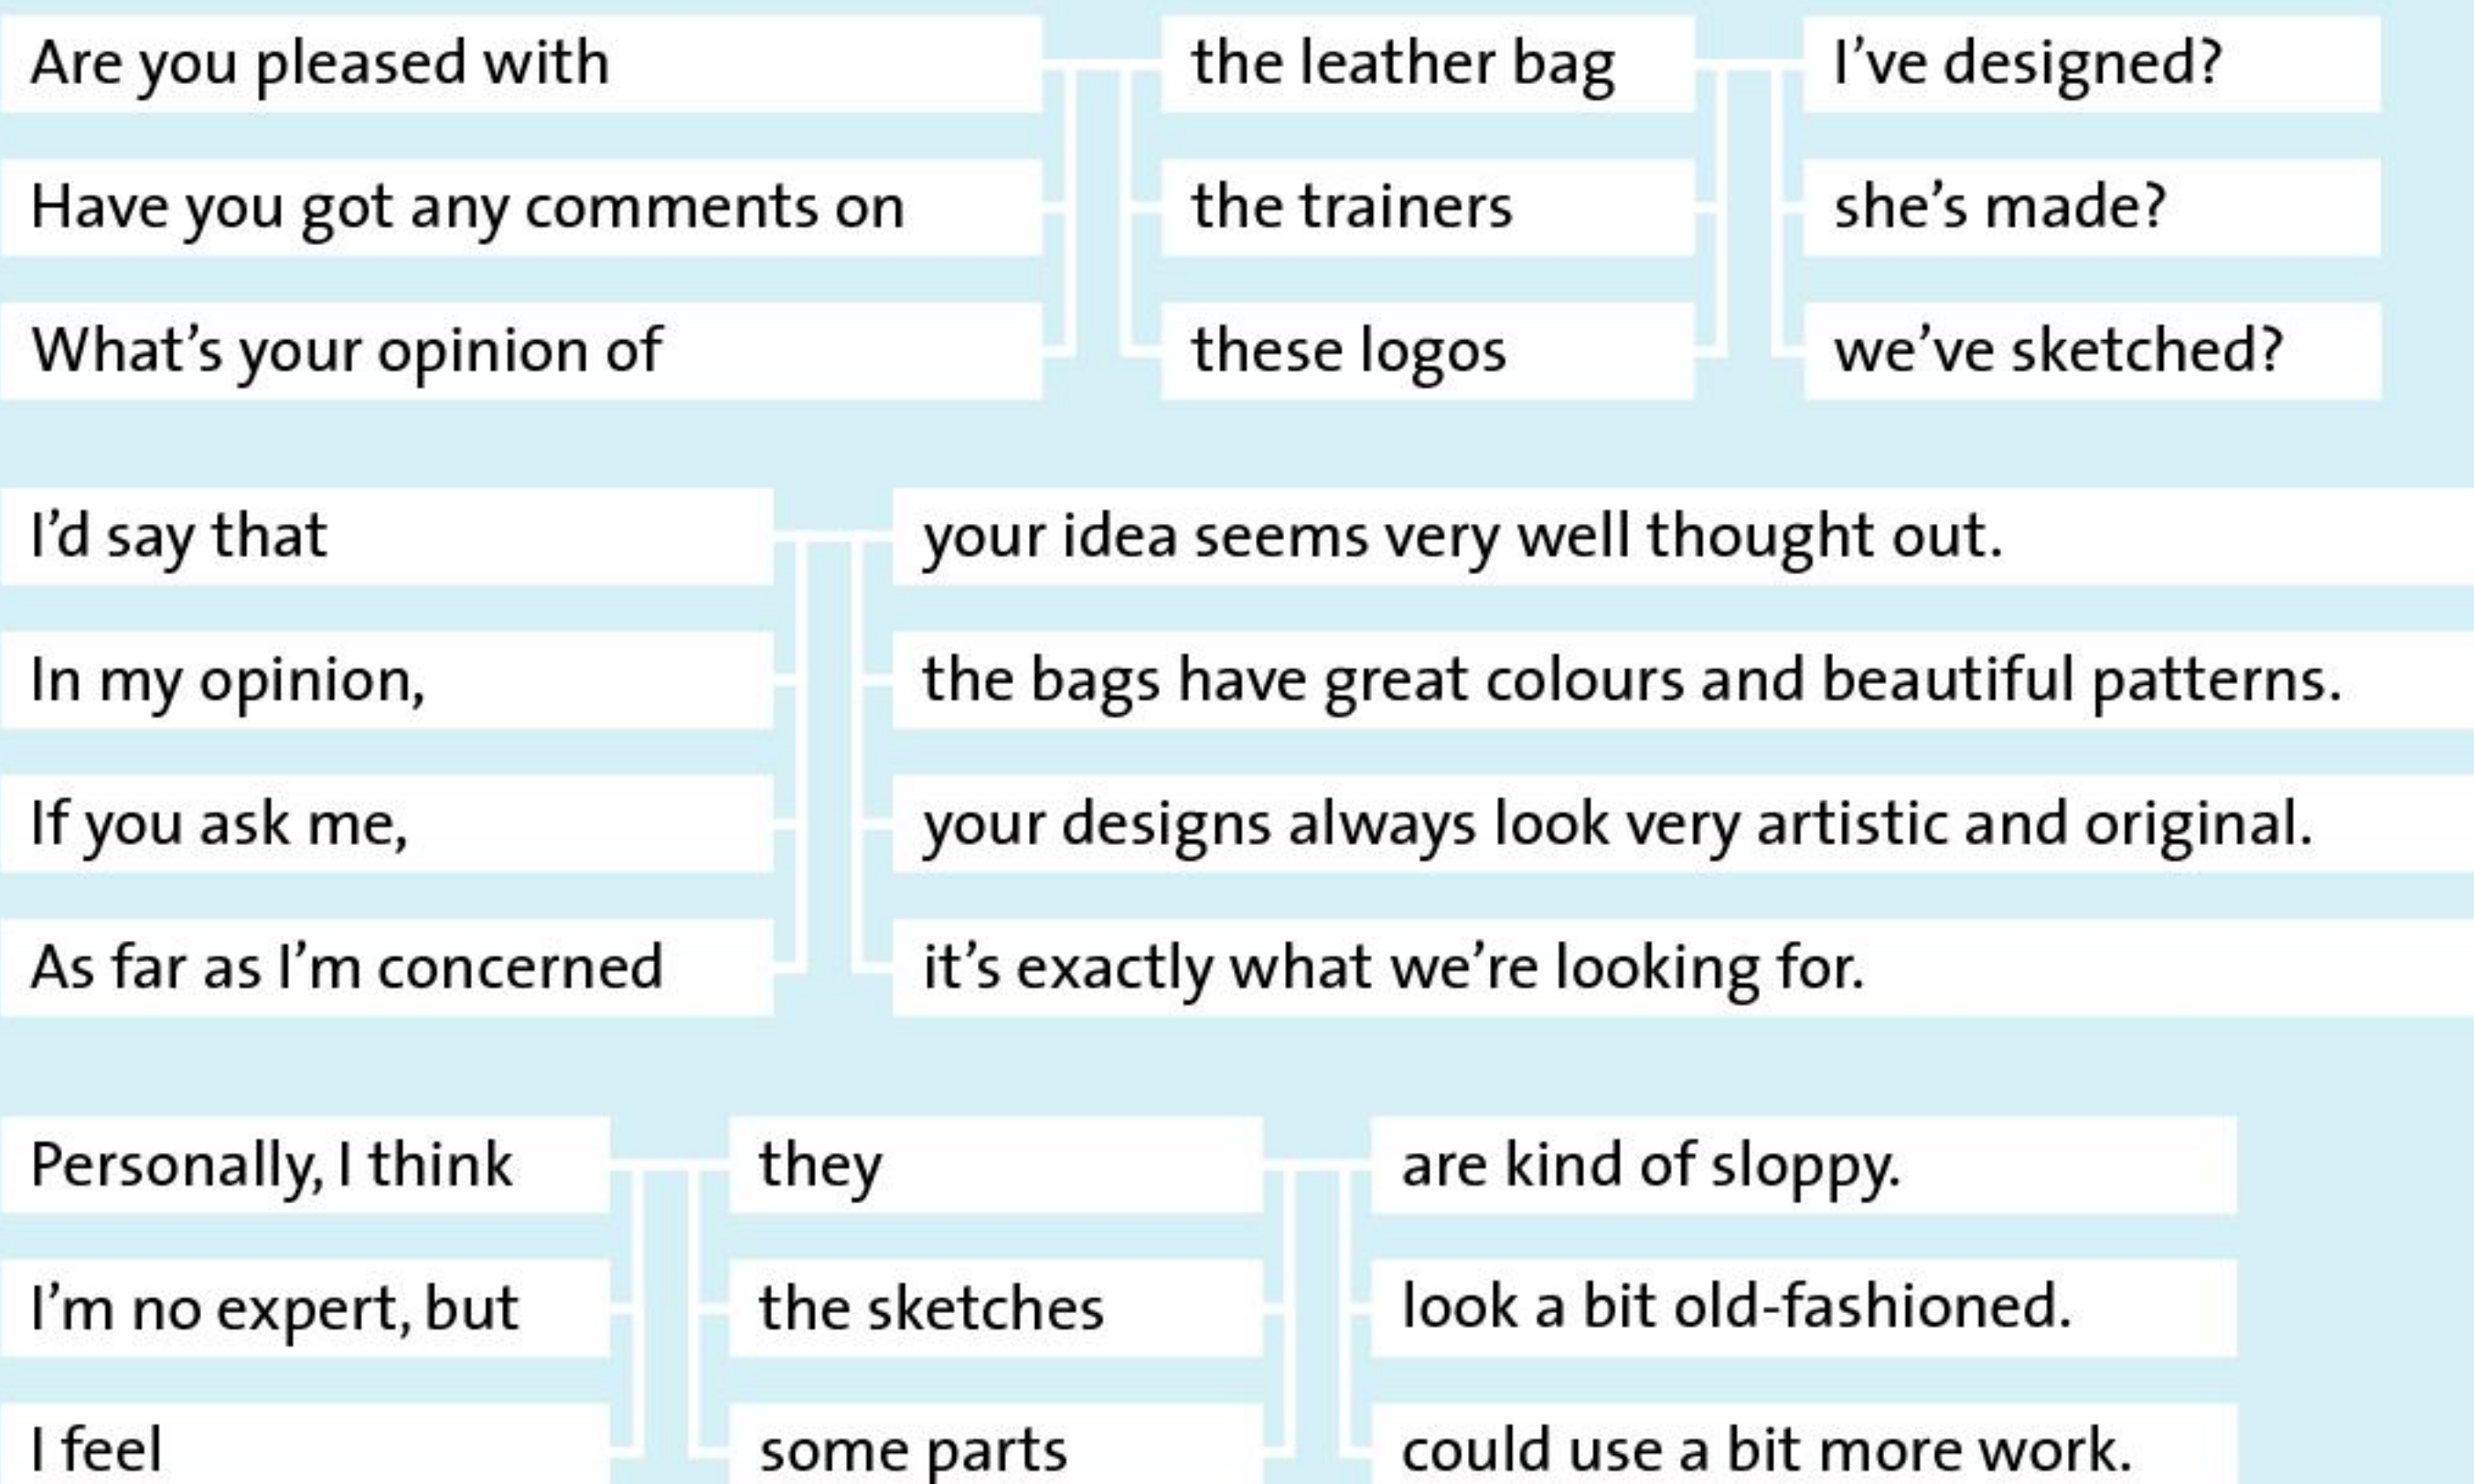 Are you pleased with the leather bag I've designed?
Have you got any comments on the trainers she's made?
What's your opinion of these logos we've sketched?
I'd say that your idea seems very well thought out.
In my opinion, the bags have great colours and beautiful patterns.
If you ask me, your designs always look very artistic and original.
As far as I'm concerned it's exactly what we're looking for.
Personally, I think they are kind of sloppy.
I'm no expert, but the sketches look a bit old-fashioned.
I feel some parts could use a bit more work.